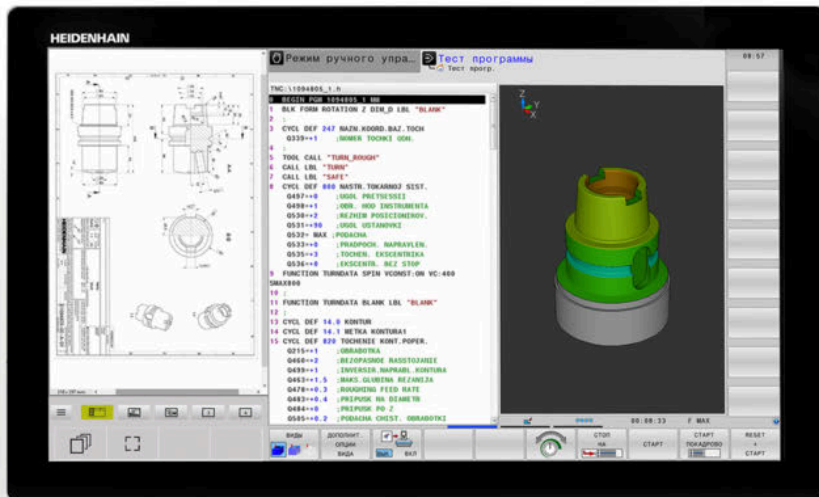 HEIDENHAIN
Режим ручного упра…
Тест программы
Тест прогр.
08:57
TNC:\1094805_1.h
0 BEGIN PGM 1094805_1 MM
1 BLK FORM ROTATION Z DIM_D LBL "BLANK"
2 ;
3 CYCL DEF 247 NAZN.KOORD.BAZ.TOCH
Q339=+1 ;NOMER TOCHKI ODN.
4 ;
5 TOOL CALL "TURN_ROUGH"
6 CALL LBL "TURN"
7 CALL LBL "SAFE"
8 CYCL DEF 800 NASTR.TOKARNOJ SIST.
Q497=+0 ;UGOL PRETSESSII
Q498=+1 ;OBR. HOD INSTRUMENTA
Q530=+2 ;REZHIM POSICIONIROV.
Q531=+90 ;UGOL USTANOVKI
Q532= MAX ;PODACHA
Q533=+0 ;PRADPOCH. NAPRAVLEN.
Q535=+3 ;TOCHEN. EKSCENTRIKA
Q536=+0 ;EKSCENTR. BEZ STOP
9 FUNCTION TURNDATA SPIN VCONST:ON VC:400
SMAX800
10 ;
11 FUNCTION TURNDATA BLANK LBL "BLANK"
12 ;
13 CYCL DEF 14.0 KONTUR
14 CYCL DEF 14.1 METKA KONTURA1
15 CYCL DEF 820 TOCHENIE KONT.POPER.
Q215=+1 ;OBRABOTKA
Q460=+2 ;BEZOPASNOE RASSTOJANIE
Q499=+1 ;INVERSIR.NAPRABL.KONTURA
Q463=+1.5 ;MAKS.GLUBINA REZANIJA
Q478=+0.3 ;ROUGHING FEED RATE
Q483=+0.4 ;PRIPUSK NA DIAMETR
Q484=+0 ;PRIPUSK PO Z
Q505=+0.2 ;PODACHA CHIST. OBRABOTKI
Z
Y
X
00:00:33 F MAX
ВИДЫ
ДОПОЛНИТ.
ОПЦИИ
ВИДА
ВЫКЛ ВКЛ
СТОП
НА
СТАРТ
СТАРТ
ПОКАДРОВО
RESET
+
СТАРТ